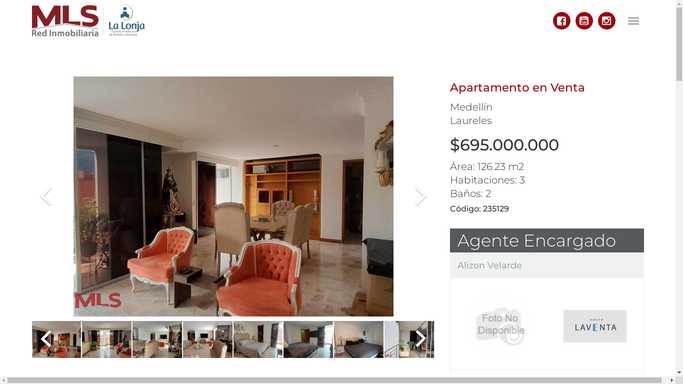 MLS
Red Inmobiliaria
La Lonja
Apartamento en Venta
Medellín
Laureles
$695.000.000
Área: 126.23 m2
Habitaciones: 3
Baños: 2
Código: 235129
MLS
Agente Encargado
Alizon Velarde
Foto No
Disponible
LAVENTA